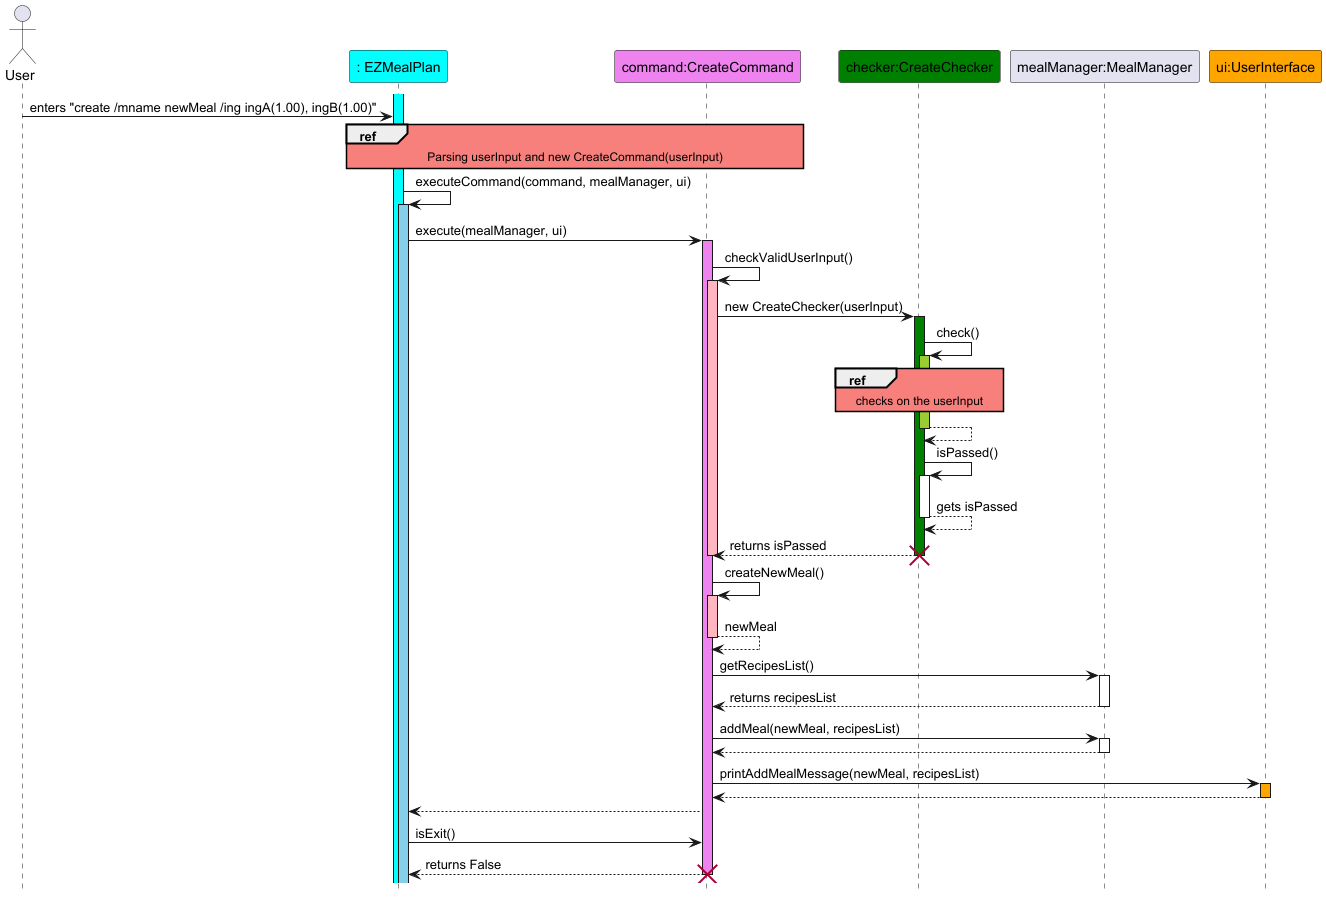 User
: EZMealPlan
command:CreateCommand
checker:CreateChecker
mealManager:MealManager
ui:UserInterface
enters "create /mname newMeal /ing ingA(1.00), ingB(1.00)"
ref
Parsing userInput and new CreateCommand(userInput)
executeCommand(command, mealManager, ui)
execute(mealManager, ui)
checkValidUserInput()
new CreateChecker(userInput)
check()
ref
checks on the userInput
isPassed()
gets isPassed
returns isPassed
createNewMeal()
newMeal
getRecipesList()
returns recipesList
addMeal(newMeal, recipesList)
printAddMealMessage(newMeal, recipesList)
isExit()
returns False